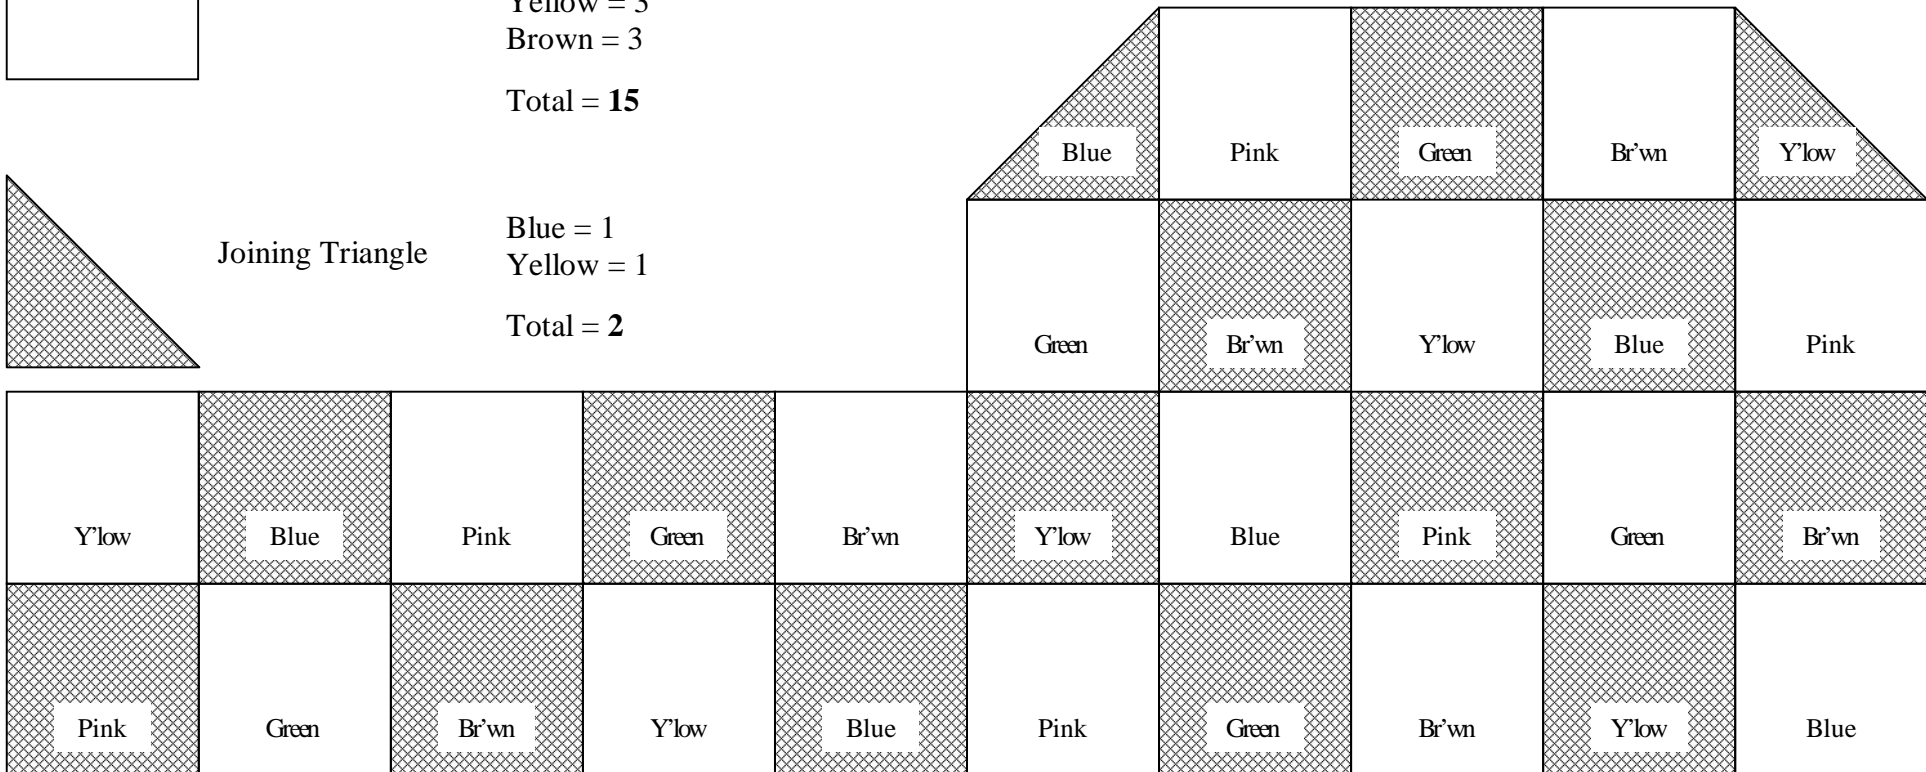 Yellow = 3
Brown = 3
Total = 15
Joining Triangle
Blue = 1
Yellow = 1
Total = 2
Blue Pink Green Br'wn Y'low
Green Br'wn Y'low Blue Pink
Y'low Blue Pink Green Br'wn Y'low Blue Pink Green Br'wn
Pink Green Br'wn Y'low Blue Pink Green Br'wn Y'low Blue